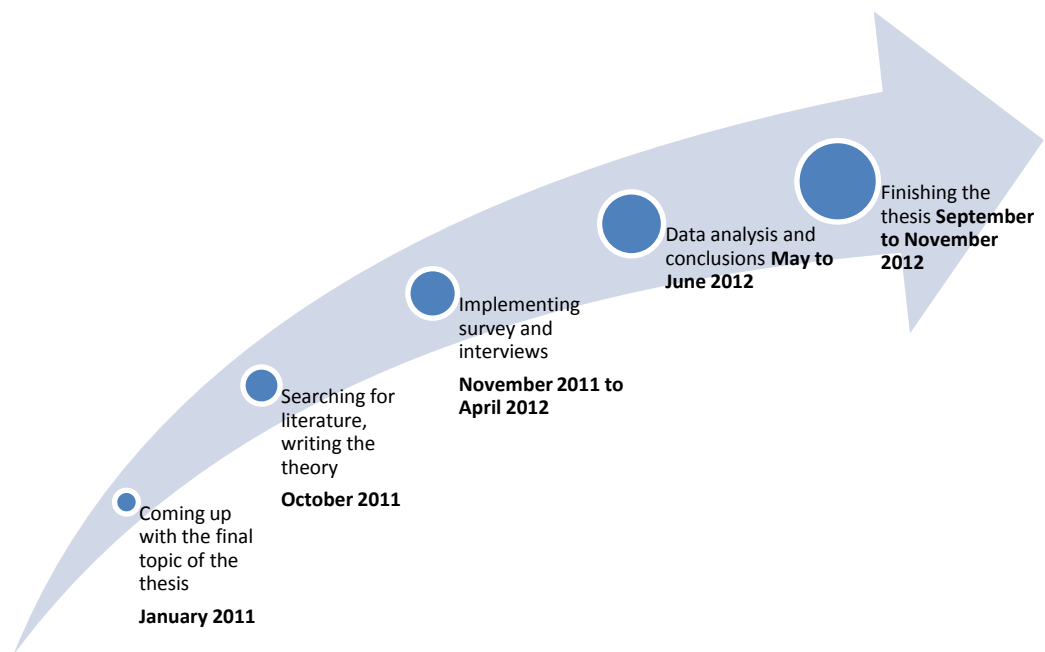 Coming up
with the final
topic of the
thesis
January 2011
Searching for
literature,
writing the
theory
October 2011
Implementing
survey and
interviews
November 2011 to
April 2012
Data analysis and
conclusions May to
June 2012
Finishing the
thesis September
to November
2012